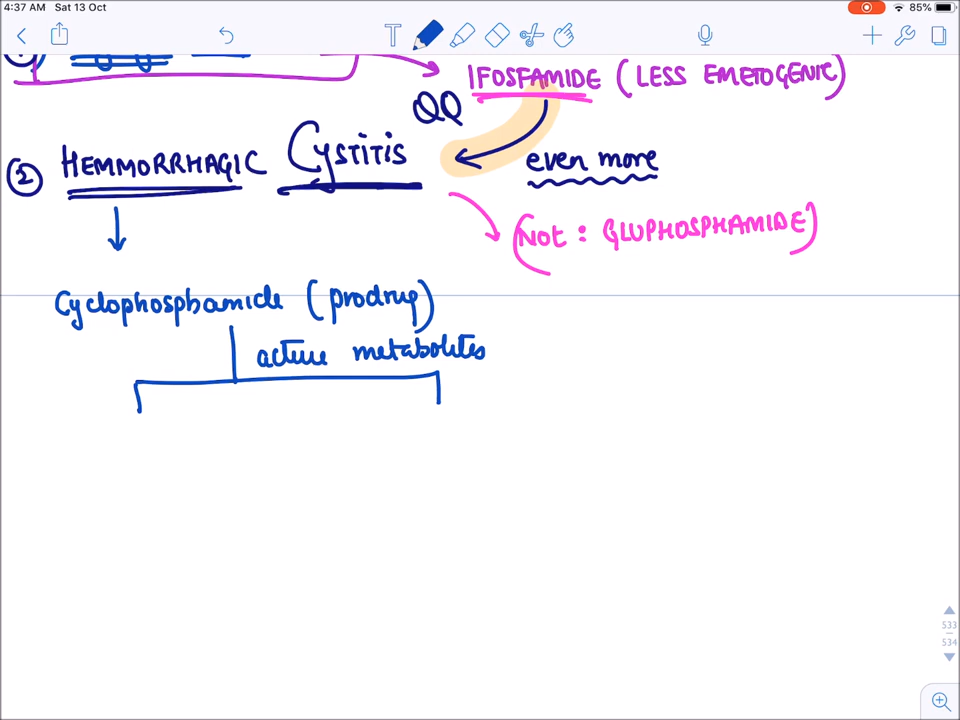 4:37 AM Sat 13 Oct 85%
T
IFOSFAMIDE (LESS EMETOGENIC)
QQ
② HEMMORRHAGIC CYSTITIS
even more
(NOT : GLUPHOSPHAMIDE)
Cyclophosphamide (prodrug)
active metabolites
533
534